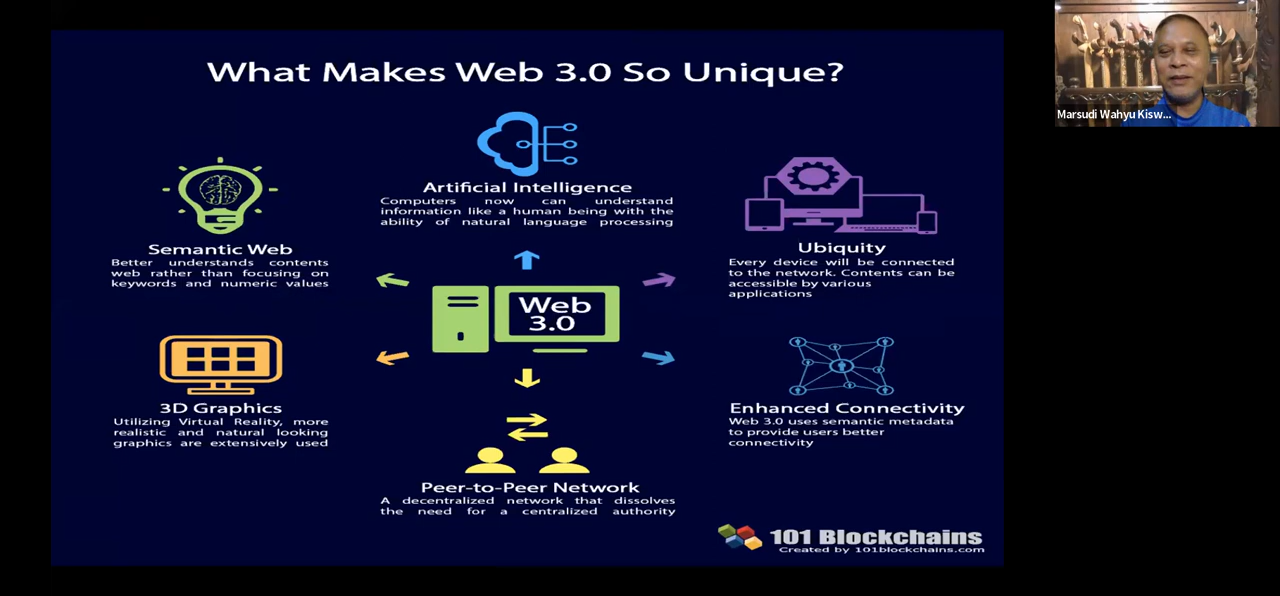 What Makes Web 3.0 So Unique?
Artificial Intelligence
Computers now can understand
information like a human being with the
ability of natural language processing
Semantic Web
Better understands contents
web rather than focusing on
keywords and numeric values
Ubiquity
Every device will be connected
to the network. Contents can be
accessible by various
applications
Web
3.0
3D Graphics
Utilizing Virtual Reality, more
realistic and natural looking
graphics are extensively used
Enhanced Connectivity
Web 3.0 uses semantic metadata
to provide users better
connectivity
Peer-to-Peer Network
A decentralized network that dissolves
the need for a centralized authority
101 Blockchains
Created by 101blockchains.com
Marsudi Wahyu Kisw...